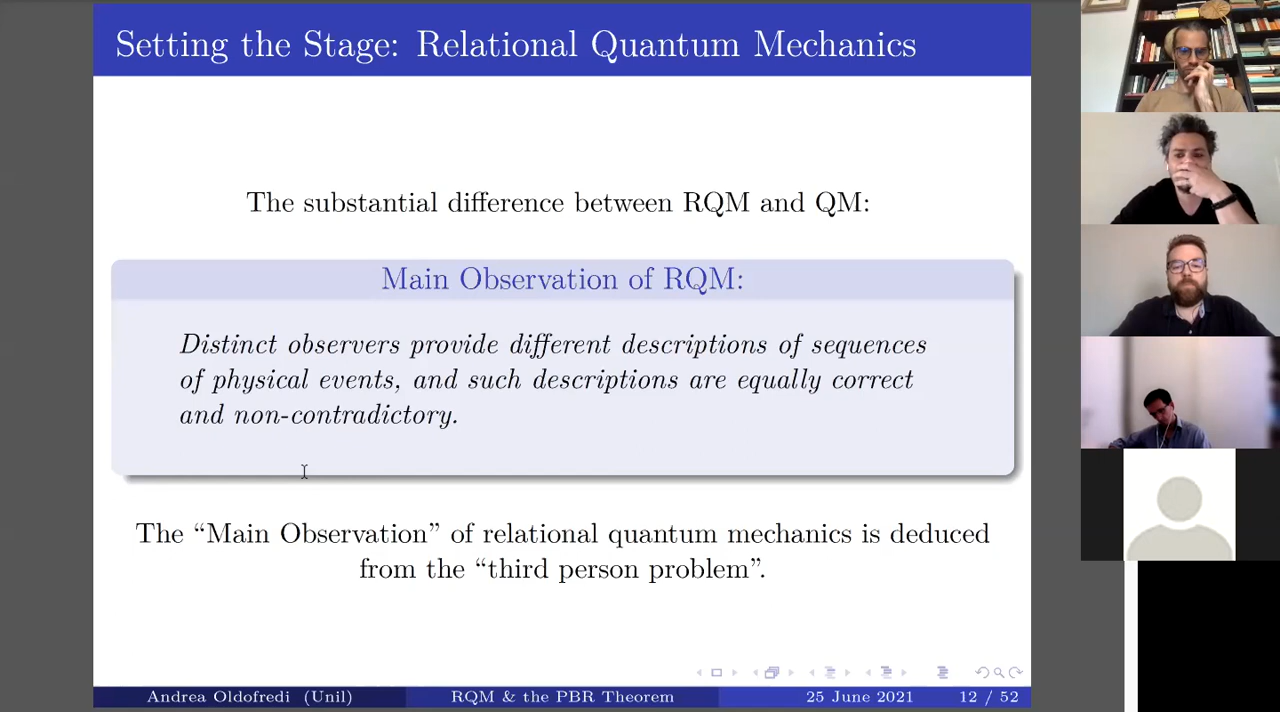 Setting the Stage: Relational Quantum Mechanics
The substantial difference between RQM and QM:
Main Observation of RQM:
Distinct observers provide different descriptions of sequences
of physical events, and such descriptions are equally correct
and non-contradictory.
The “Main Observation” of relational quantum mechanics is deduced
from the “third person problem”.
Andrea Oldofredi (Unil) RQM & the PBR Theorem 25 June 2021 12 / 52